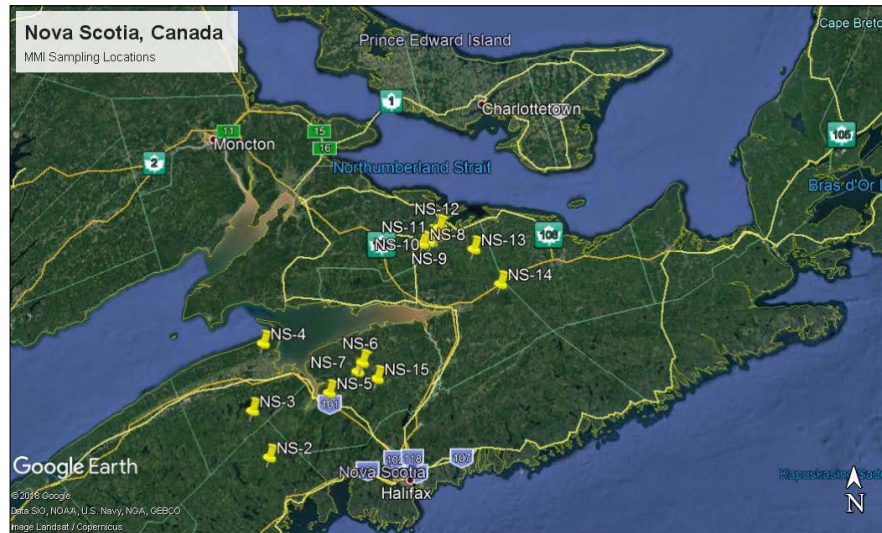 Nova Scotia, Canada
MMI Sampling Locations
Cape Breto
Prince Edward Island
1
Charlottetown
105
11
15
Moncton
16
2
Northumberland Strait
Bras d'Or L
NS-12
NS-11
NS-8
106
NS-10
NS-13
NS-9
NS-14
NS-4
NS-6
NS-7
NS-15
NS-5
NS-3
101
NS-2
118
107
Google Earth
Nova Scotia
Halifax
N
© 2016 Google
Data SIO, NOAA, U.S. Navy, NGA, GEBCO
Image Landsat / Copernicus